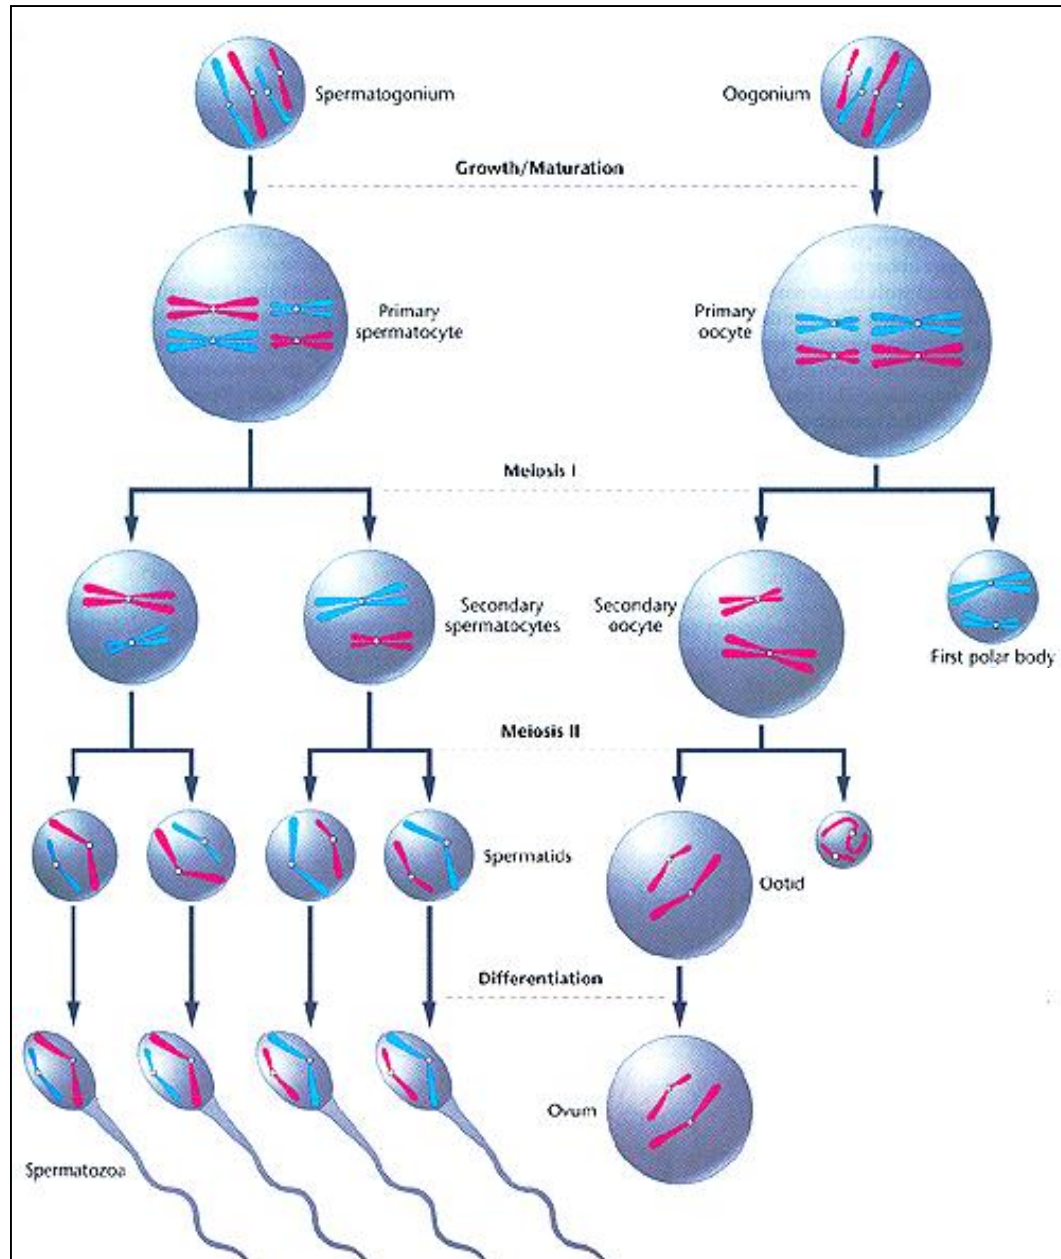 Spermatogonium
Oogonium
Growth/Maturation
Primary
spermatocyte
Primary
oocyte
Meiosis I
Secondary
spermatocytes
Secondary
oocyte
First polar body
Meiosis II
Spermatids
Ootid
Differentiation
Ovum
Spermatozoa